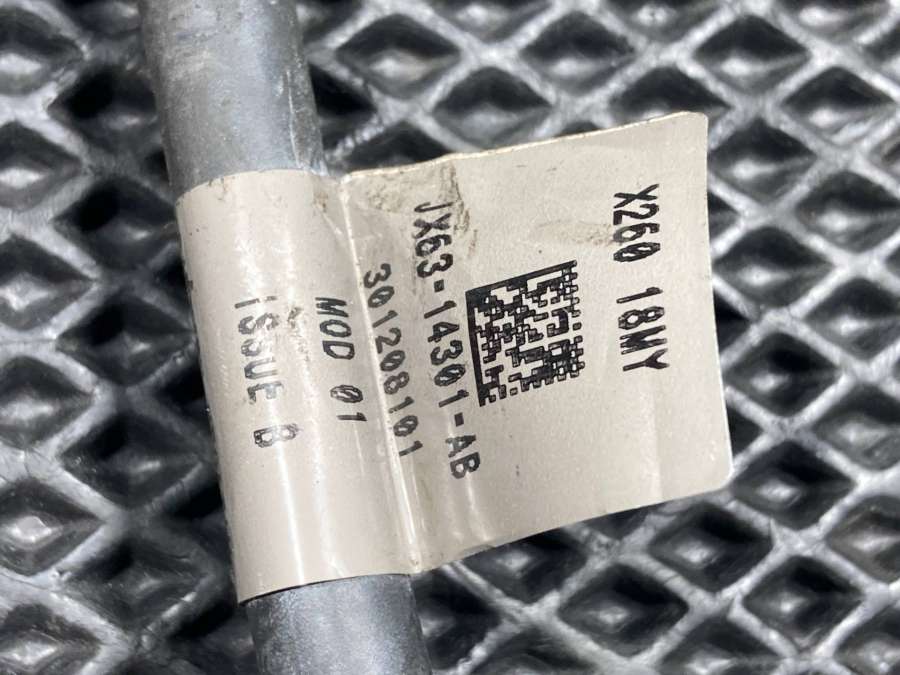 X260 18MY
JX63-14301-AB
301208101
MOD 01
ISSUE B